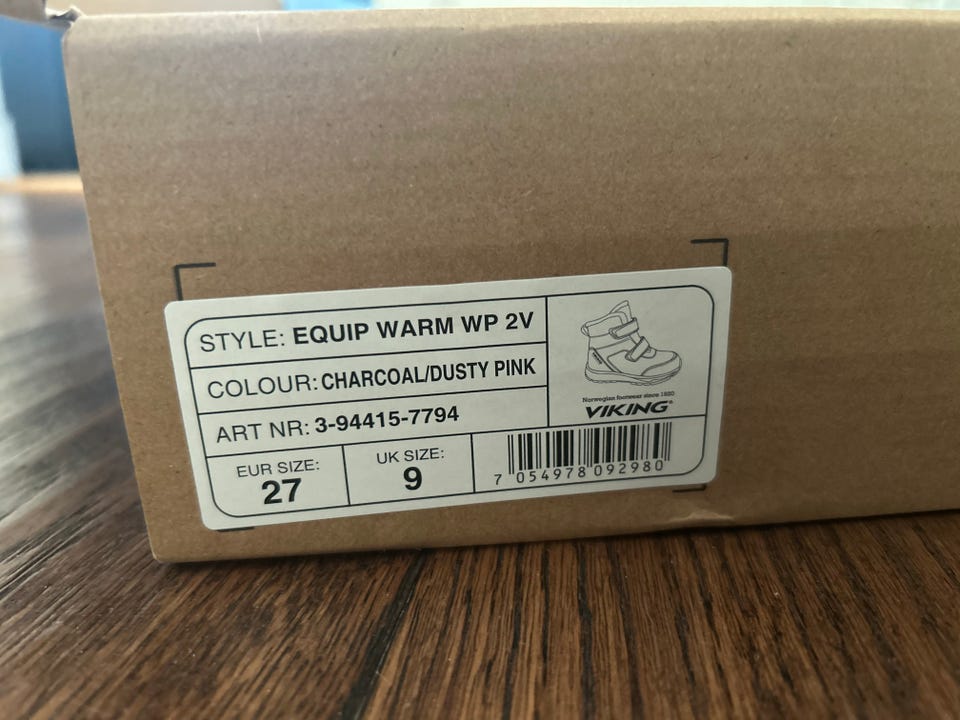 STYLE: EQUIP WARM WP 2V
COLOUR: CHARCOAL/DUSTY PINK
ART NR: 3-94415-7794
EUR SIZE:
27
UK SIZE:
9
Norwegian footwear since 1920
VIKING®
7 054978 092980